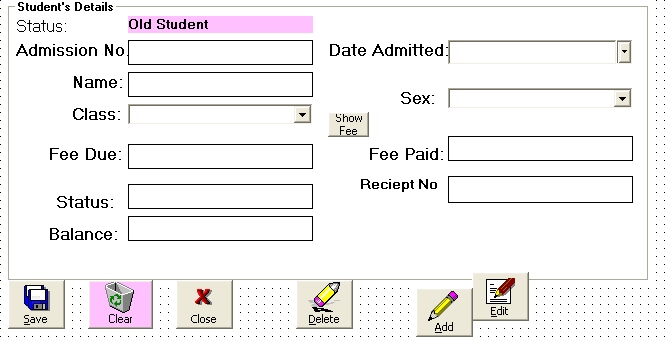 Student's Details
Status: Old Student
Admission No. Date Admitted:
Name:
Class: Sex:
Show
Fee
Fee Due: Fee Paid:
Status: Reciept No
Balance:
Save Clear Close Delete Add Edit